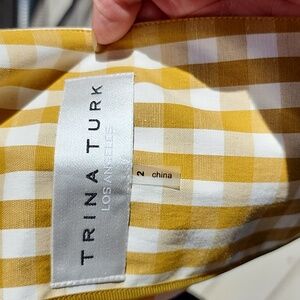 TRINA TURK
LOS ANGELES
2
china